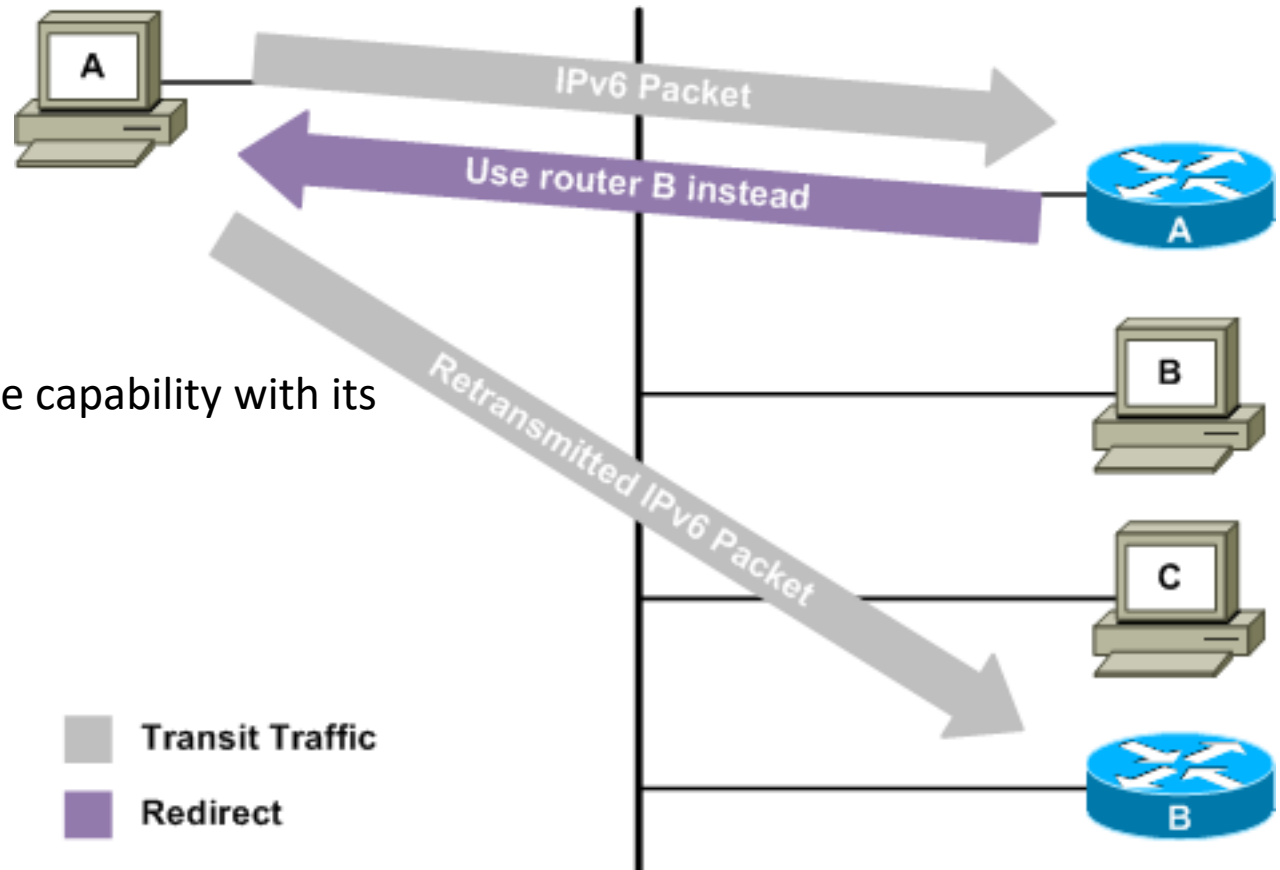 A
IPv6 Packet
Use router B instead
A
B
e capability with its
Retransmitted IPv6 Packet
C
Transit Traffic
Redirect
B